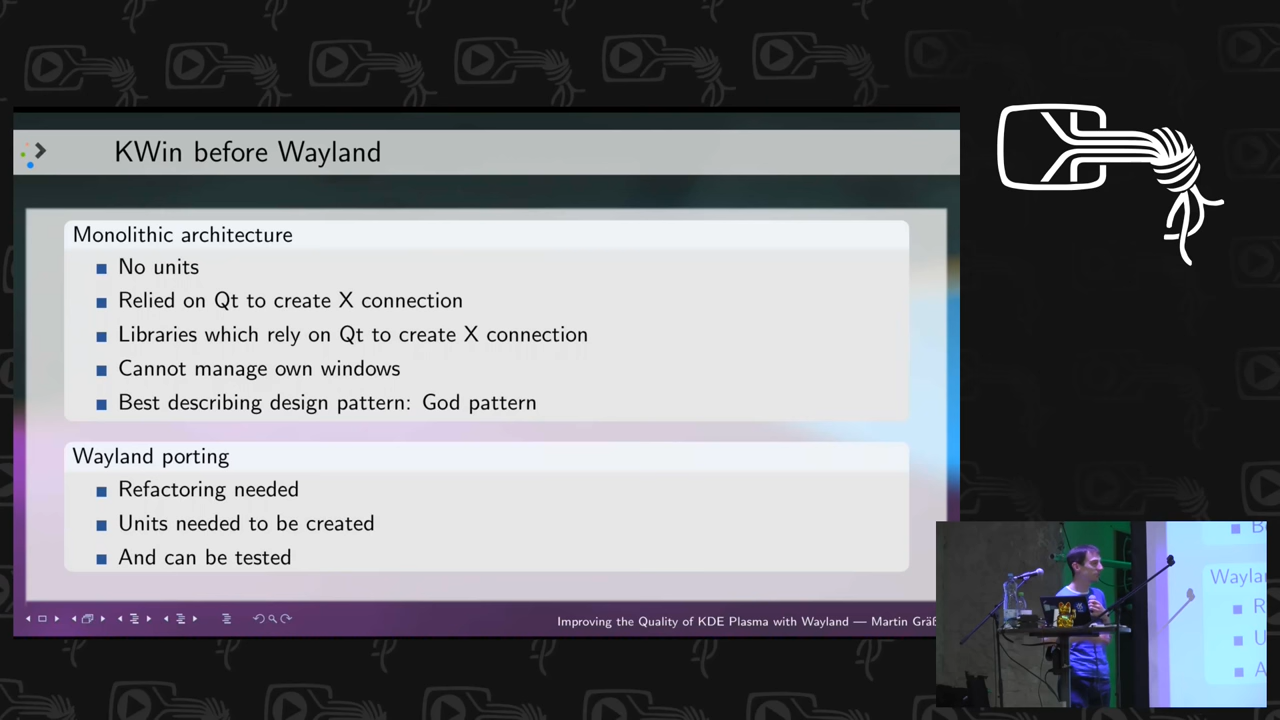 KWin before Wayland
Monolithic architecture
No units
Relied on Qt to create X connection
Libraries which rely on Qt to create X connection
Cannot manage own windows
Best describing design pattern: God pattern
Wayland porting
Refactoring needed
Units needed to be created
And can be tested
Improving the Quality of KDE Plasma with Wayland — Martin Gräß
Wayla